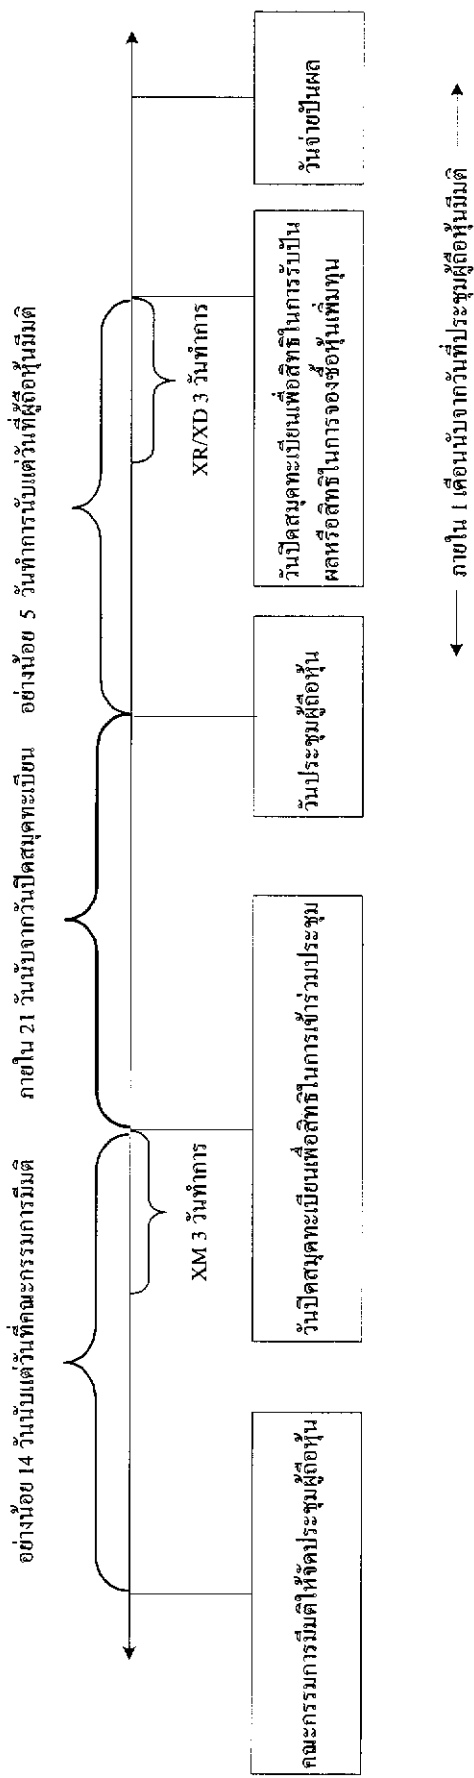 อย่างน้อย 14 วันนับแต่วันที่คณะกรรมการมีมติ
ภายใน 21 วันนับจากวันปิดสมุดทะเบียน
อย่างน้อย 5 วันทำการนับแต่วันที่ผู้ถือหุ้นมีมติ
XM 3 วันทำการ
XR/XD 3 วันทำการ
คณะกรรมการมีมติให้จัดประชุมผู้ถือหุ้น
วันปิดสมุดทะเบียนเพื่อสิทธิในการเข้าร่วมประชุม
วันประชุมผู้ถือหุ้น
วันปิดสมุดทะเบียนเพื่อสิทธิในการรับปัน
ผลหรือสิทธิในการจองซื้อหุ้นเพิ่มทุน
วันจ่ายปันผล
ภายใน 1 เดือนนับจากวันที่ประชุมผู้ถือหุ้นมีมติ